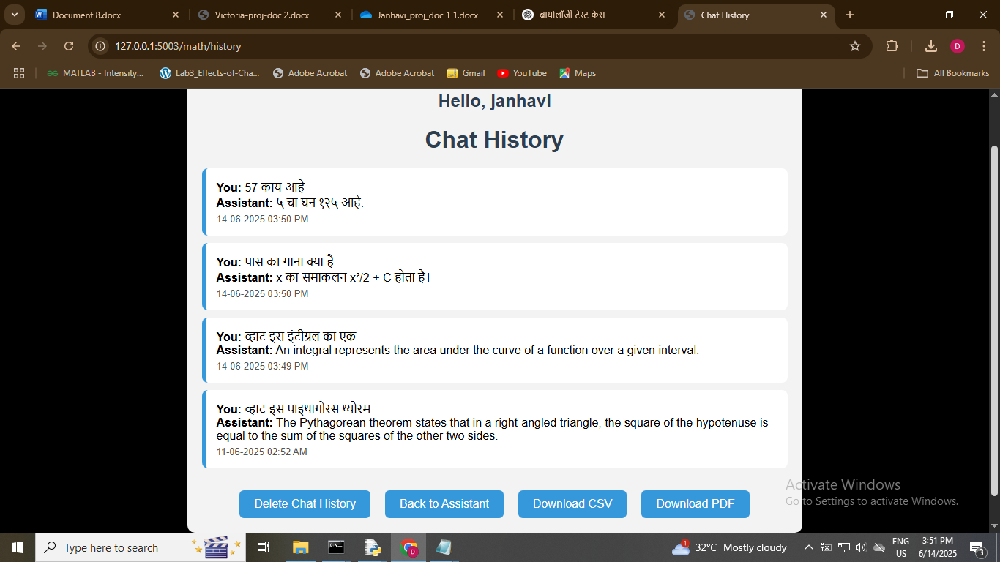 Document 8.docx
Victoria-proj-doc 2.docx
Janhavi_proj_doc 1 1.docx
बायोलॉजी टेस्ट केस
Chat History
127.0.0.1:5003/math/history
D
MATLAB - Intensity...
Lab3_Effects-of-Cha...
Adobe Acrobat
Adobe Acrobat
Gmail
YouTube
Maps
All Bookmarks
Hello, janhavi
Chat History
You: 57 काय आहे
Assistant: ५ चा घन १२५ आहे.
14-06-2025 03:50 PM
You: पास का गाना क्या है
Assistant: x का समाकलन x²/2 + C होता है।
14-06-2025 03:50 PM
You: व्हाट इस इंटीग्रल का एक
Assistant: An integral represents the area under the curve of a function over a given interval.
14-06-2025 03:49 PM
You: व्हाट इस पाइथागोरस थ्योरम
Assistant: The Pythagorean theorem states that in a right-angled triangle, the square of the hypotenuse is
equal to the sum of the squares of the other two sides.
11-06-2025 02:52 AM
Delete Chat History
Back to Assistant
Download CSV
Download PDF
Activate Windows
Go to Settings to activate Windows.
Type here to search
D
1
32°C Mostly cloudy
ENG
US
3:51 PM
6/14/2025
3